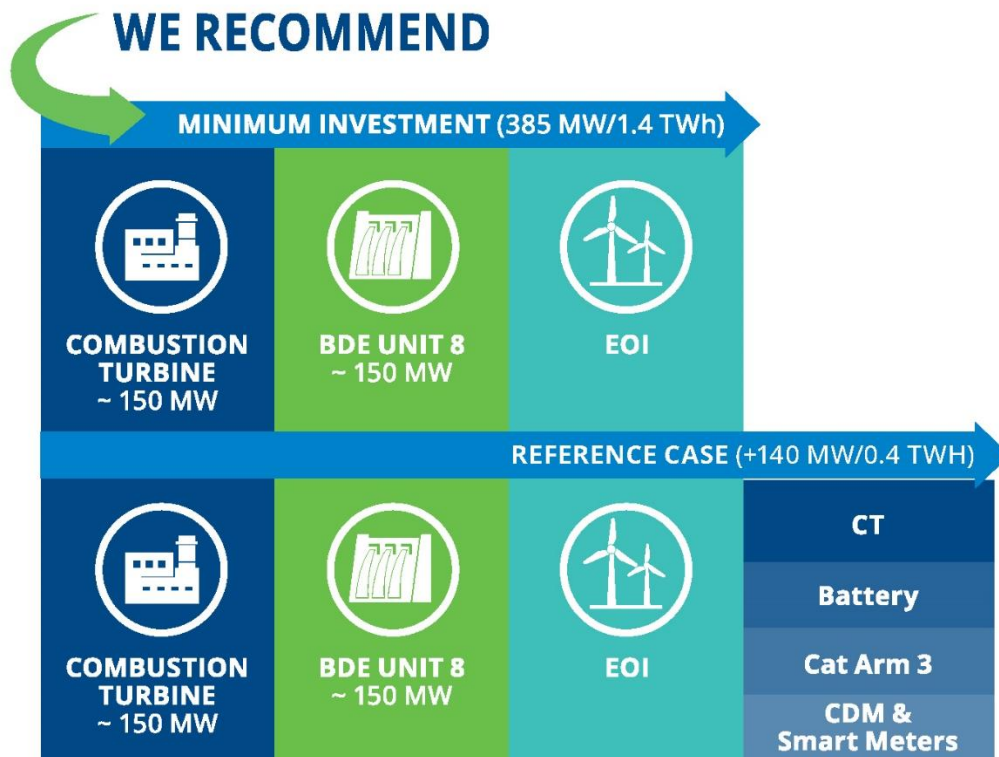 WE RECOMMEND
MINIMUM INVESTMENT (385 MW/1.4 TWh)
COMBUSTION
TURBINE
~ 150 MW
BDE UNIT 8
~ 150 MW
EOI
REFERENCE CASE (+140 MW/0.4 TWH)
COMBUSTION
TURBINE
~ 150 MW
BDE UNIT 8
~ 150 MW
EOI
CT
Battery
Cat Arm 3
CDM &
Smart Meters